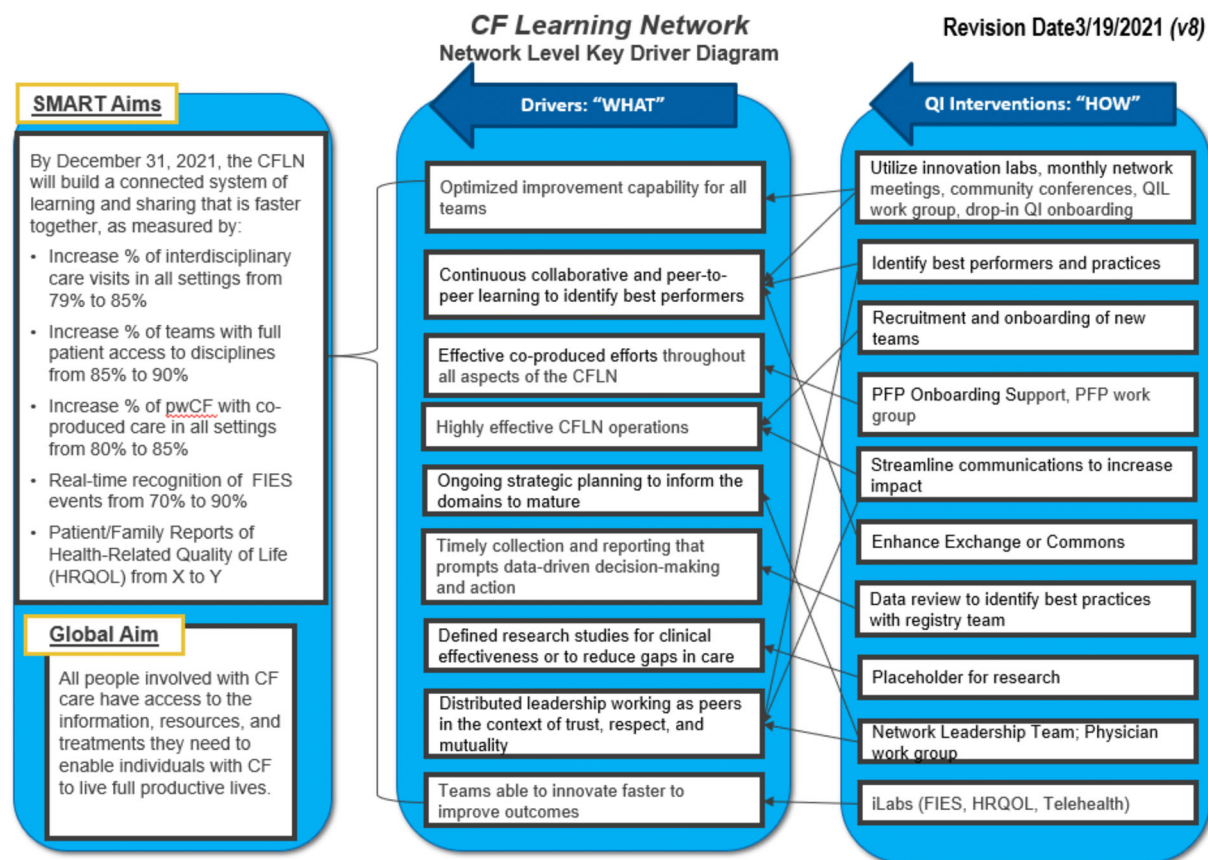 CF Learning Network
Network Level Key Driver Diagram
Revision Date3/19/2021 (v8)
SMART Aims
By December 31, 2021, the CFLN
will build a connected system of
learning and sharing that is faster
together, as measured by:
• Increase % of interdisciplinary
care visits in all settings from
79% to 85%
• Increase % of teams with full
patient access to disciplines
from 85% to 90%
• Increase % of pwCF with co-
produced care in all settings
from 80% to 85%
• Real-time recognition of FIES
events from 70% to 90%
• Patient/Family Reports of
Health-Related Quality of Life
(HRQOL) from X to Y
Global Aim
All people involved with CF
care have access to the
information, resources, and
treatments they need to
enable individuals with CF
to live full productive lives.
Drivers: “WHAT”
Optimized improvement capability for all
teams
Continuous collaborative and peer-to-
peer learning to identify best performers
Effective co-produced efforts throughout
all aspects of the CFLN
Highly effective CFLN operations
Ongoing strategic planning to inform the
domains to mature
Timely collection and reporting that
prompts data-driven decision-making
and action
Defined research studies for clinical
effectiveness or to reduce gaps in care
Distributed leadership working as peers
in the context of trust, respect, and
mutuality
Teams able to innovate faster to
improve outcomes
QI Interventions: “HOW”
Utilize innovation labs, monthly network
meetings, community conferences, QIL
work group, drop-in QI onboarding
Identify best performers and practices
Recruitment and onboarding of new
teams
PFP Onboarding Support, PFP work
group
Streamline communications to increase
impact
Enhance Exchange or Commons
Data review to identify best practices
with registry team
Placeholder for research
Network Leadership Team; Physician
work group
iLabs (FIES, HRQOL, Telehealth)